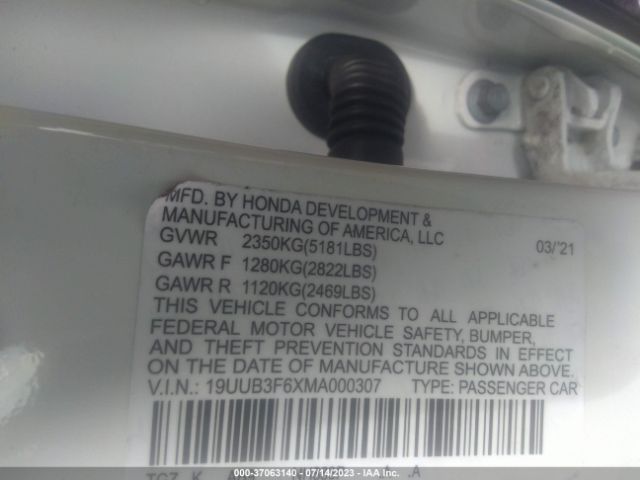 MFD. BY HONDA DEVELOPMENT &
MANUFACTURING OF AMERICA, LLC
GVWR 2350KG(5181LBS) 03/'21
GAWR F 1280KG(2822LBS)
GAWR R 1120KG(2469LBS)
THIS VEHICLE CONFORMS TO ALL APPLICABLE
FEDERAL MOTOR VEHICLE SAFETY, BUMPER,
AND THEFT PREVENTION STANDARDS IN EFFECT
ON THE DATE OF MANUFACTURE SHOWN ABOVE.
V.I.N.: 19UUB3F6XMA000307 TYPE: PASSENGER CAR
000-37063140 - 07/14/2023 - IAA, Inc.